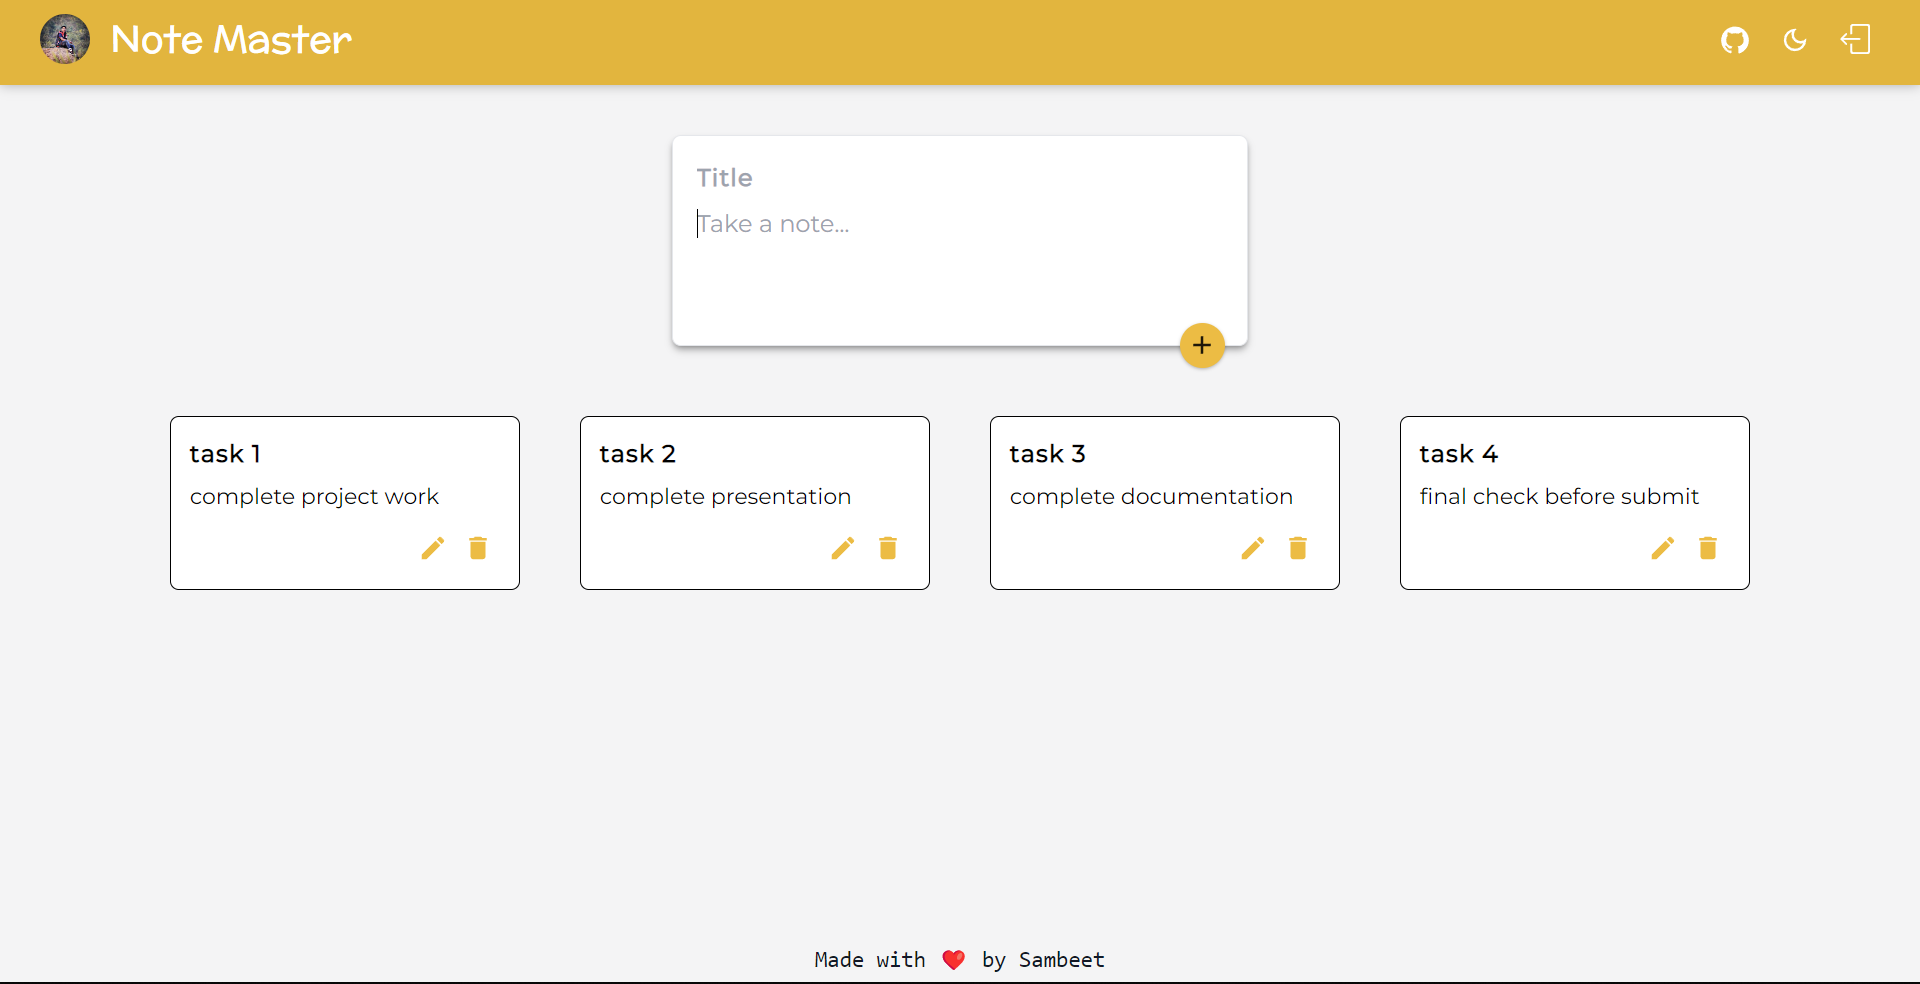 Note Master
Title
Take a note...
task 1
complete project work
task 2
complete presentation
task 3
complete documentation
task 4
final check before submit
Made with ❤️ by Sambeet